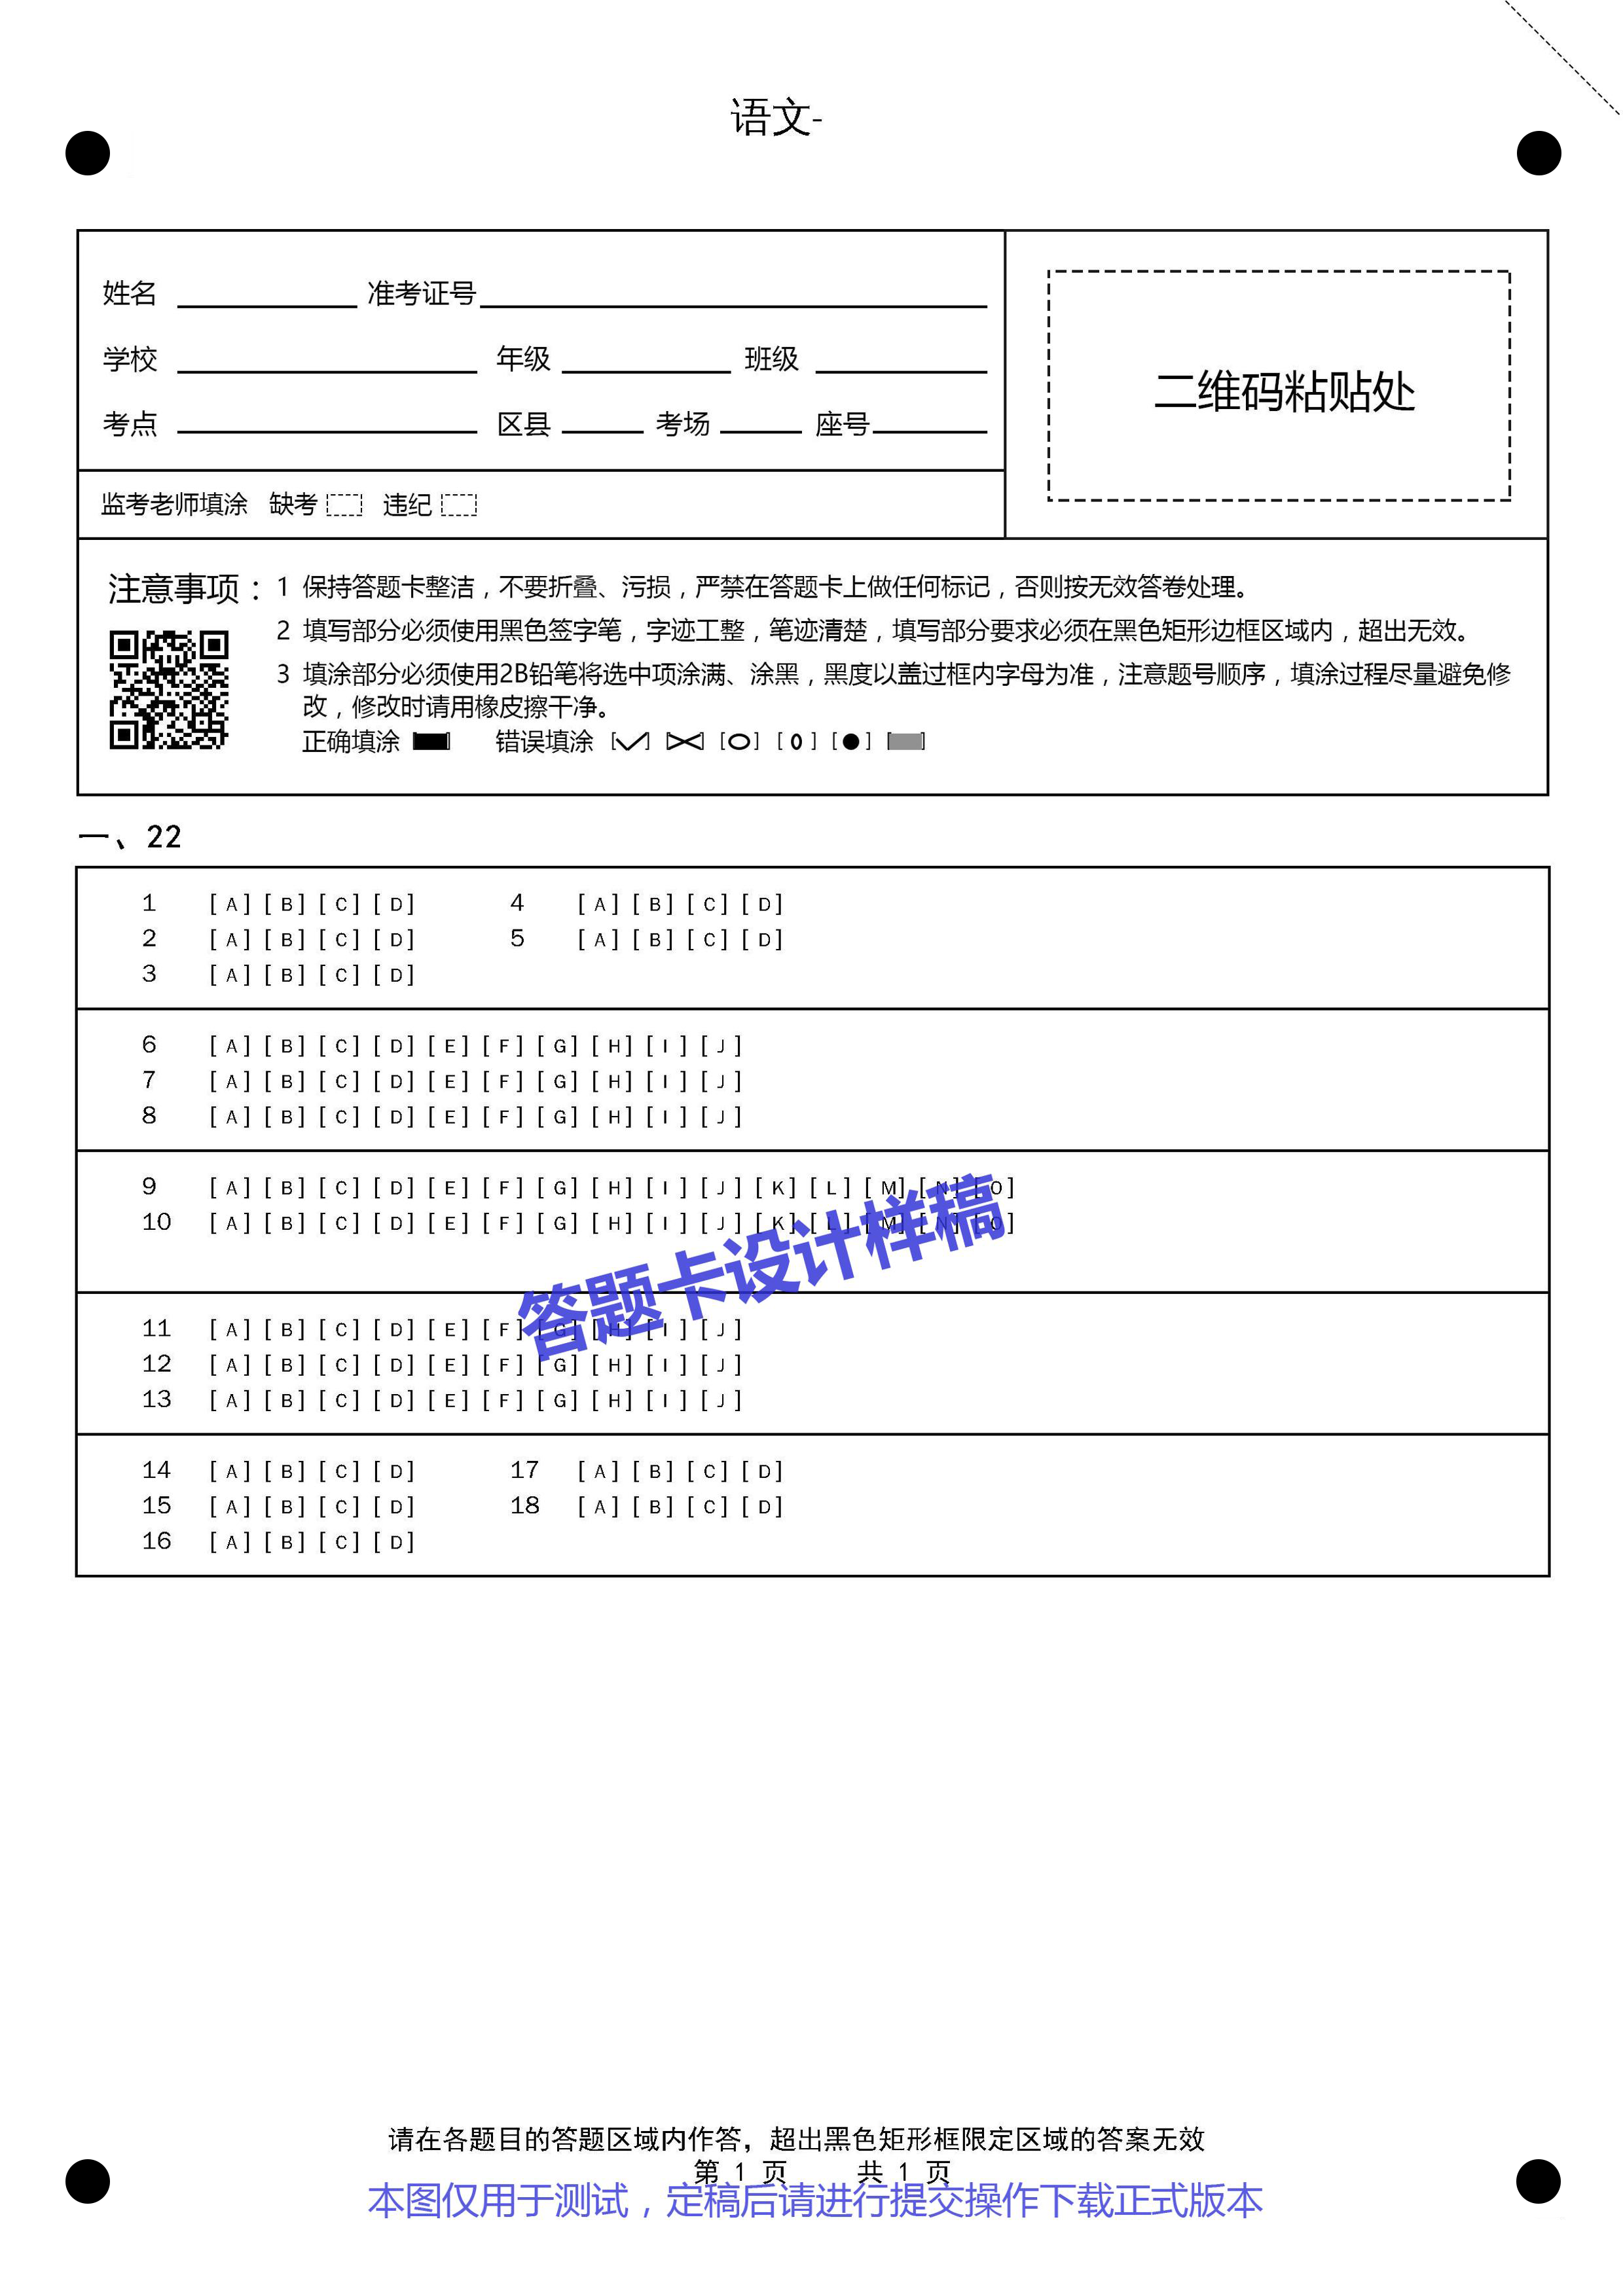 语文-
姓名 准考证号
学校 年级 班级
考点 区县 考场 座号
二维码粘贴处
监考老师填涂 缺考 违纪
注意事项：1 保持答题卡整洁，不要折叠、污损，严禁在答题卡上做任何标记，否则按无效答卷处理。
2 填写部分必须使用黑色签字笔，字迹工整，笔迹清楚，填写部分要求必须在黑色矩形边框区域内，超出无效。
3 填涂部分必须使用2B铅笔将选中项涂满、涂黑，黑度以盖过框内字母为准，注意题号顺序，填涂过程尽量避免修
改，修改时请用橡皮擦干净。
正确填涂 错误填涂
一、22
1 [A] [B] [C] [D] 4 [A] [B] [C] [D]
2 [A] [B] [C] [D] 5 [A] [B] [C] [D]
3 [A] [B] [C] [D]
6 [A] [B] [C] [D] [E] [F] [G] [H] [I] [J]
7 [A] [B] [C] [D] [E] [F] [G] [H] [I] [J]
8 [A] [B] [C] [D] [E] [F] [G] [H] [I] [J]
9 [A] [B] [C] [D] [E] [F] [G] [H] [I] [J] [K] [L] [M] [N] [O]
10 [A] [B] [C] [D] [E] [F] [G] [H] [I] [J] [K] [L] [M] [N] [O]
答题卡设计样稿
11 [A] [B] [C] [D] [E] [F] [G] [H] [I] [J]
12 [A] [B] [C] [D] [E] [F] [G] [H] [I] [J]
13 [A] [B] [C] [D] [E] [F] [G] [H] [I] [J]
14 [A] [B] [C] [D] 17 [A] [B] [C] [D]
15 [A] [B] [C] [D] 18 [A] [B] [C] [D]
16 [A] [B] [C] [D]
请在各题目的答题区域内作答，超出黑色矩形框限定区域的答案无效
第 1 页 共 1 页
本图仅用于测试，定稿后请进行提交操作下载正式版本